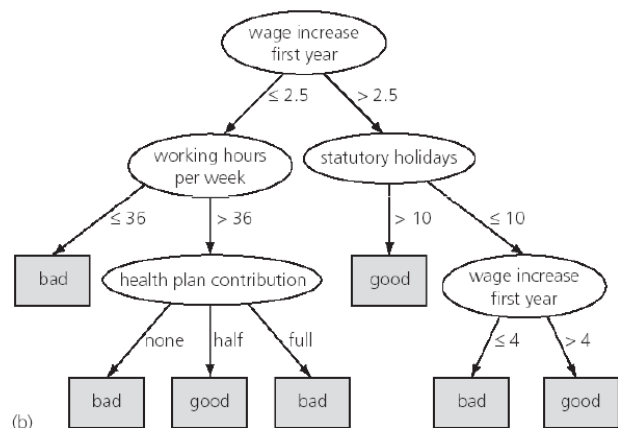 wage increase
first year
≤ 2.5
> 2.5
working hours
per week
statutory holidays
≤ 36
> 36
> 10
≤ 10
bad
health plan contribution
good
wage increase
first year
none
half
full
≤ 4
> 4
bad
good
bad
bad
good
(b)